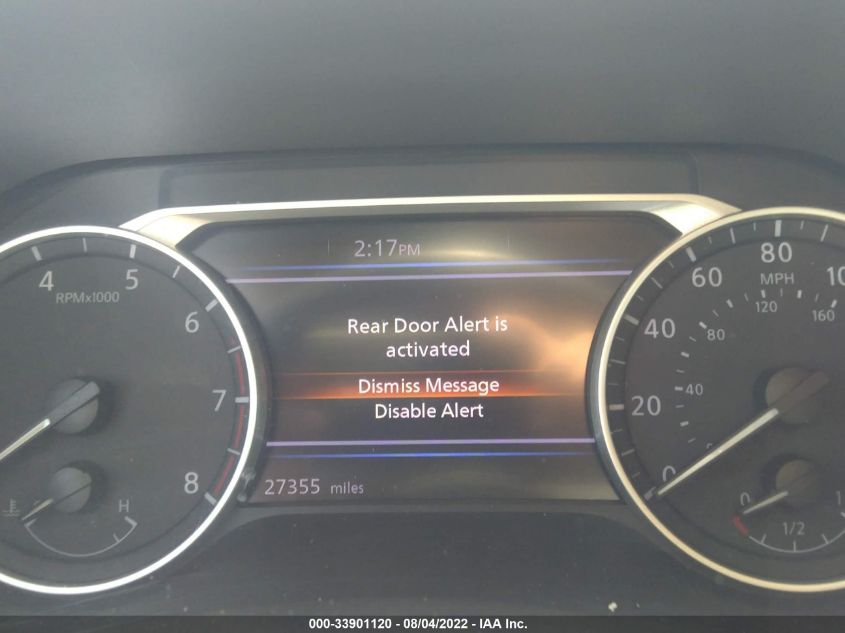 2:17PM
4
5
RPMx1000
6
7
8
H
Rear Door Alert is
activated
Dismiss Message
Disable Alert
27355 miles
80
MPH
60
120
160
40
80
40
20
0
0
1/2
000-33901120 - 08/04/2022 - IAA Inc.